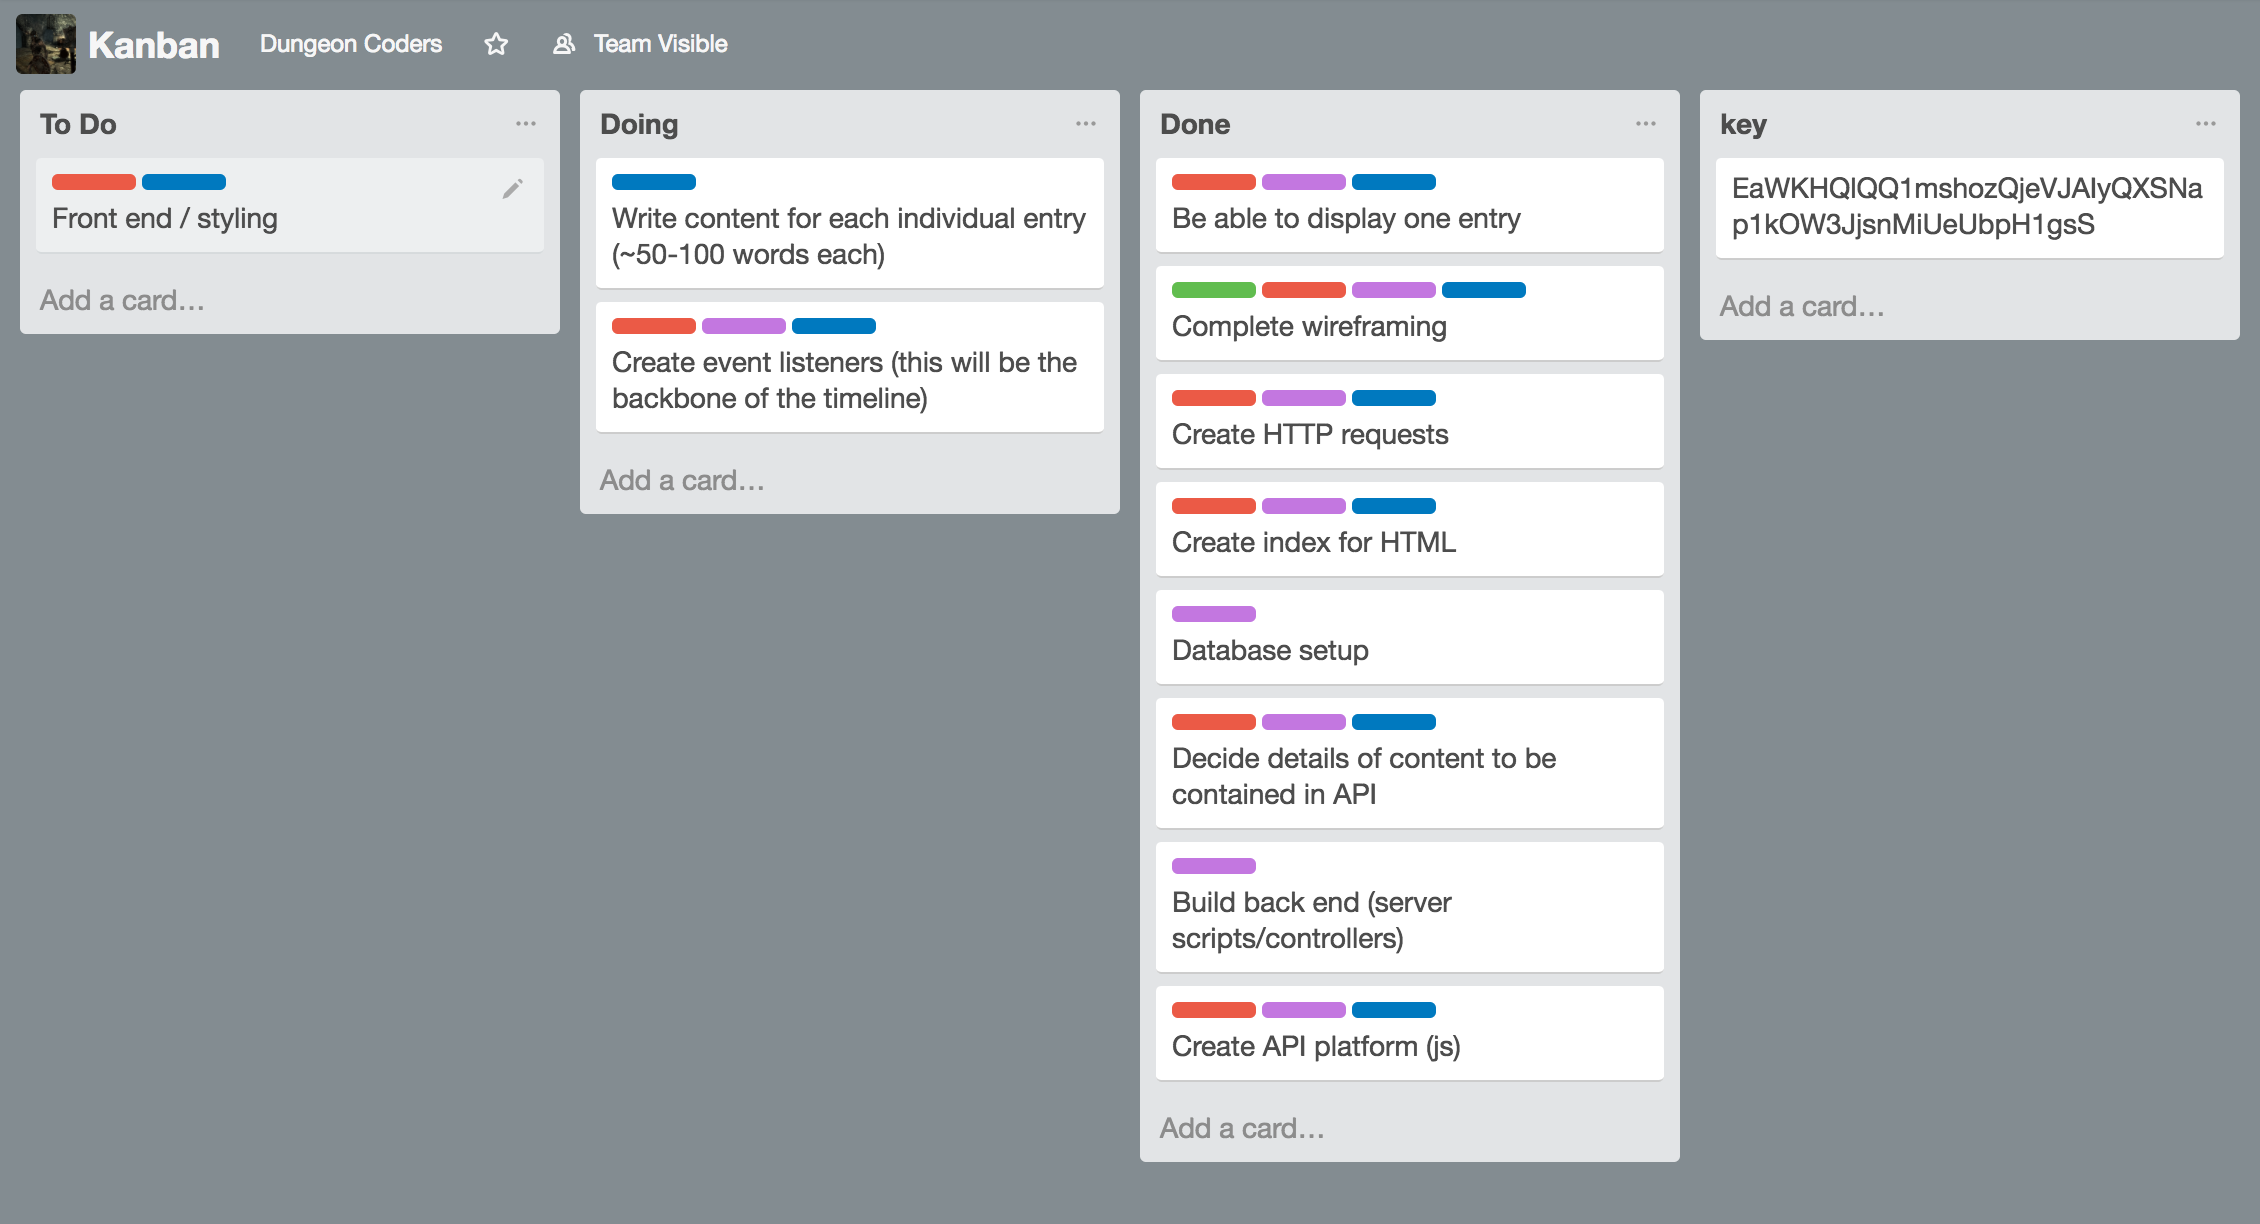 Kanban
Dungeon Coders
Team Visible
To Do
Front end / styling
Add a card…
Doing
Write content for each individual entry
(~50-100 words each)
Create event listeners (this will be the
backbone of the timeline)
Add a card…
Done
Be able to display one entry
Complete wireframing
Create HTTP requests
Create index for HTML
Database setup
Decide details of content to be
contained in API
Build back end (server
scripts/controllers)
Create API platform (js)
Add a card…
key
EaWKHQlQQ1mshozQjeVJAIyQXSNa
p1kOW3JjsnMiUeUbpH1gsS
Add a card…